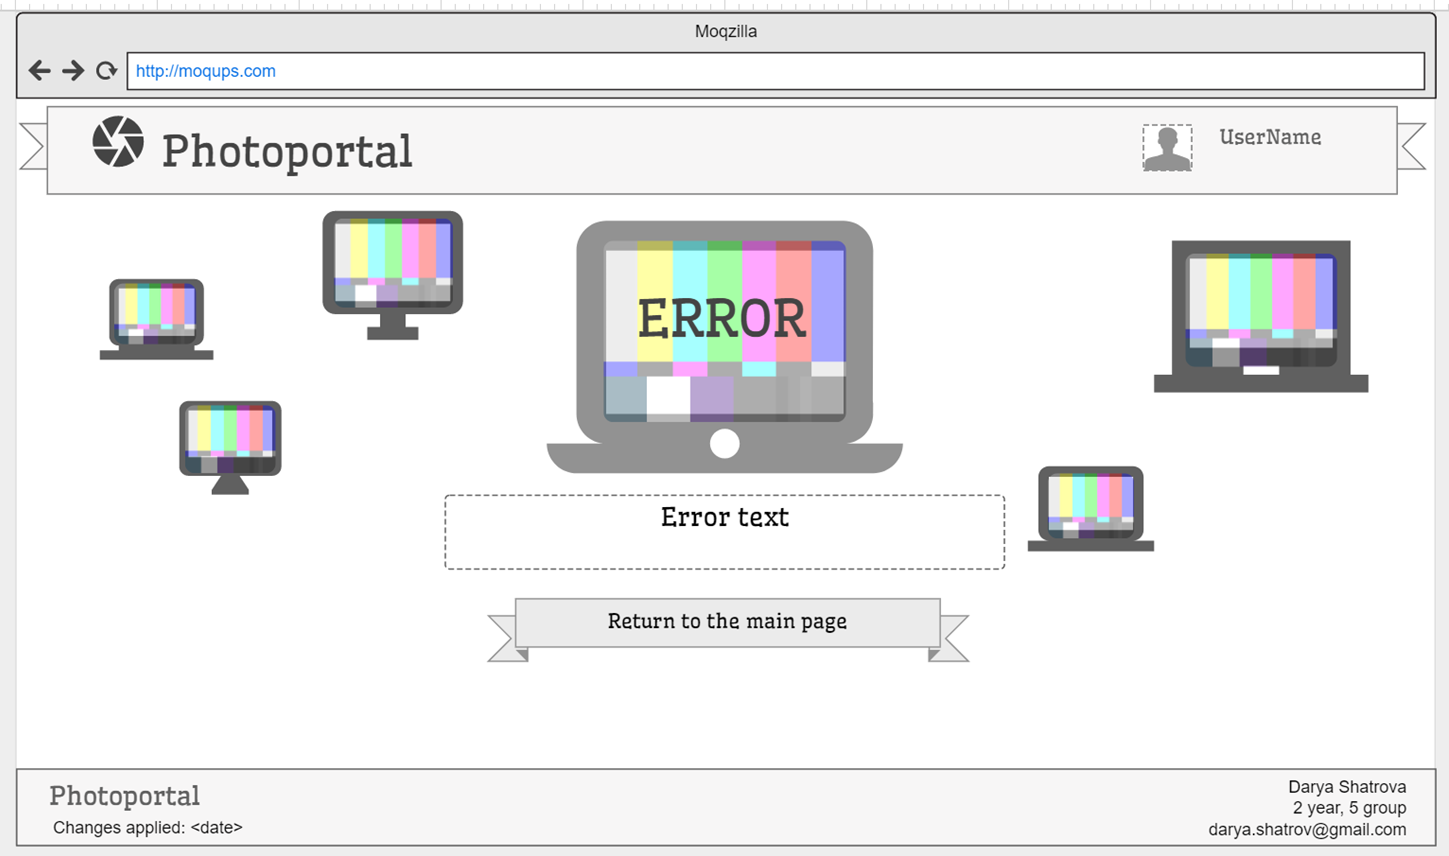 Moqzilla
http://moqups.com
Photoportal
UserName
ERROR
Error text
Return to the main page
Photoportal
Changes applied: <date>
Darya Shatrova
2 year, 5 group
darya.shatrov@gmail.com